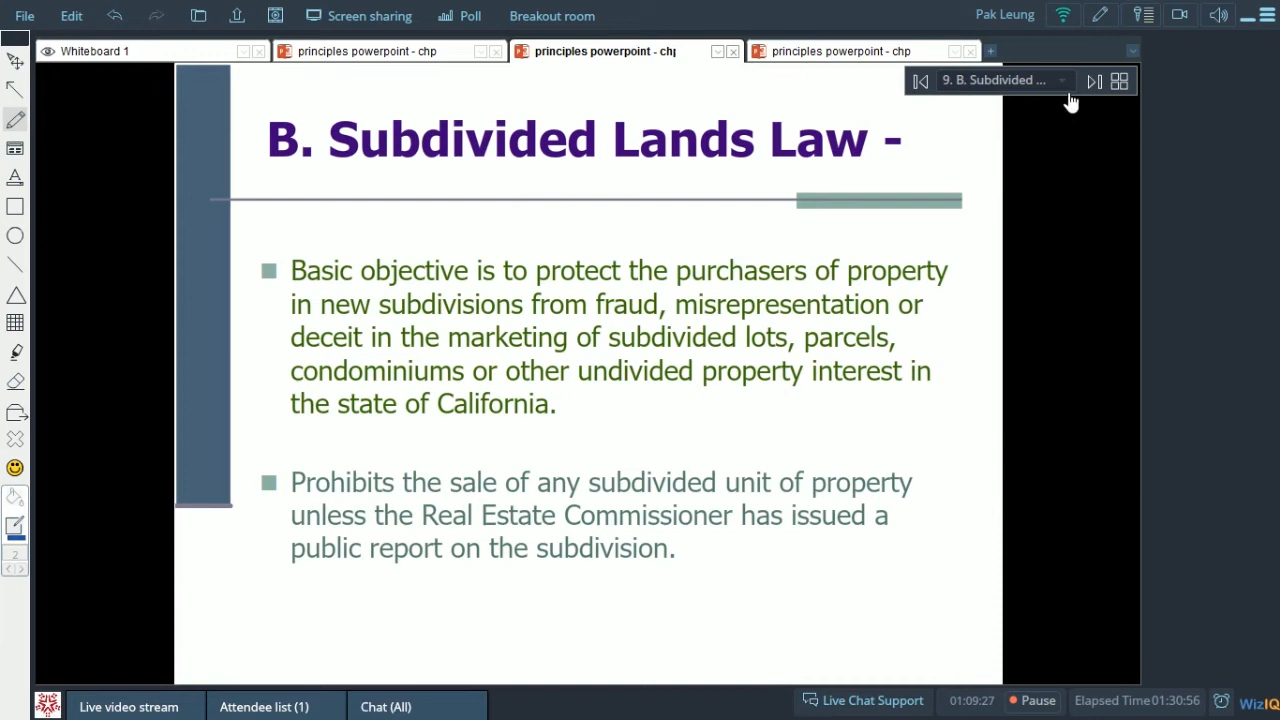 File Edit Screen sharing Poll Breakout room Pak Leung
Whiteboard 1 principles powerpoint - chp principles powerpoint - chp principles powerpoint - chp
9. B. Subdivided ...
B. Subdivided Lands Law -
Basic objective is to protect the purchasers of property
in new subdivisions from fraud, misrepresentation or
deceit in the marketing of subdivided lots, parcels,
condominiums or other undivided property interest in
the state of California.
Prohibits the sale of any subdivided unit of property
unless the Real Estate Commissioner has issued a
public report on the subdivision.
2
Live video stream Attendee list (1) Chat (All) Live Chat Support 01:09:27 Pause Elapsed Time 01:30:56 WizIQ